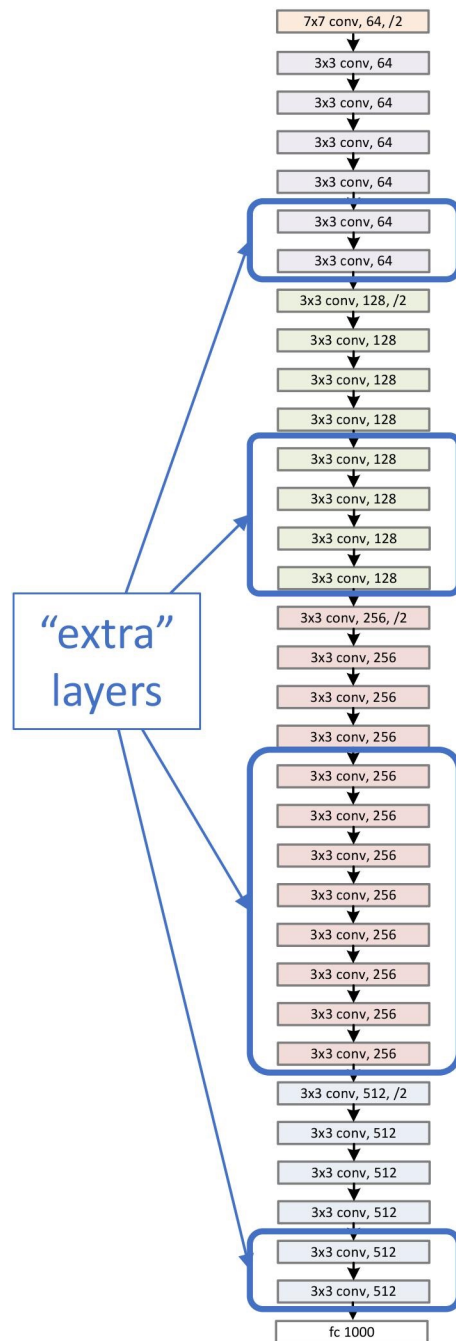 7x7 conv, 64, /2
3x3 conv, 64
3x3 conv, 64
3x3 conv, 64
3x3 conv, 64
3x3 conv, 64
3x3 conv, 64
3x3 conv, 128, /2
3x3 conv, 128
3x3 conv, 128
3x3 conv, 128
3x3 conv, 128
3x3 conv, 128
3x3 conv, 128
3x3 conv, 128
"extra"
layers
3x3 conv, 256, /2
3x3 conv, 256
3x3 conv, 256
3x3 conv, 256
3x3 conv, 256
3x3 conv, 256
3x3 conv, 256
3x3 conv, 256
3x3 conv, 256
3x3 conv, 256
3x3 conv, 256
3x3 conv, 256
3x3 conv, 512, /2
3x3 conv, 512
3x3 conv, 512
3x3 conv, 512
3x3 conv, 512
3x3 conv, 512
fc 1000